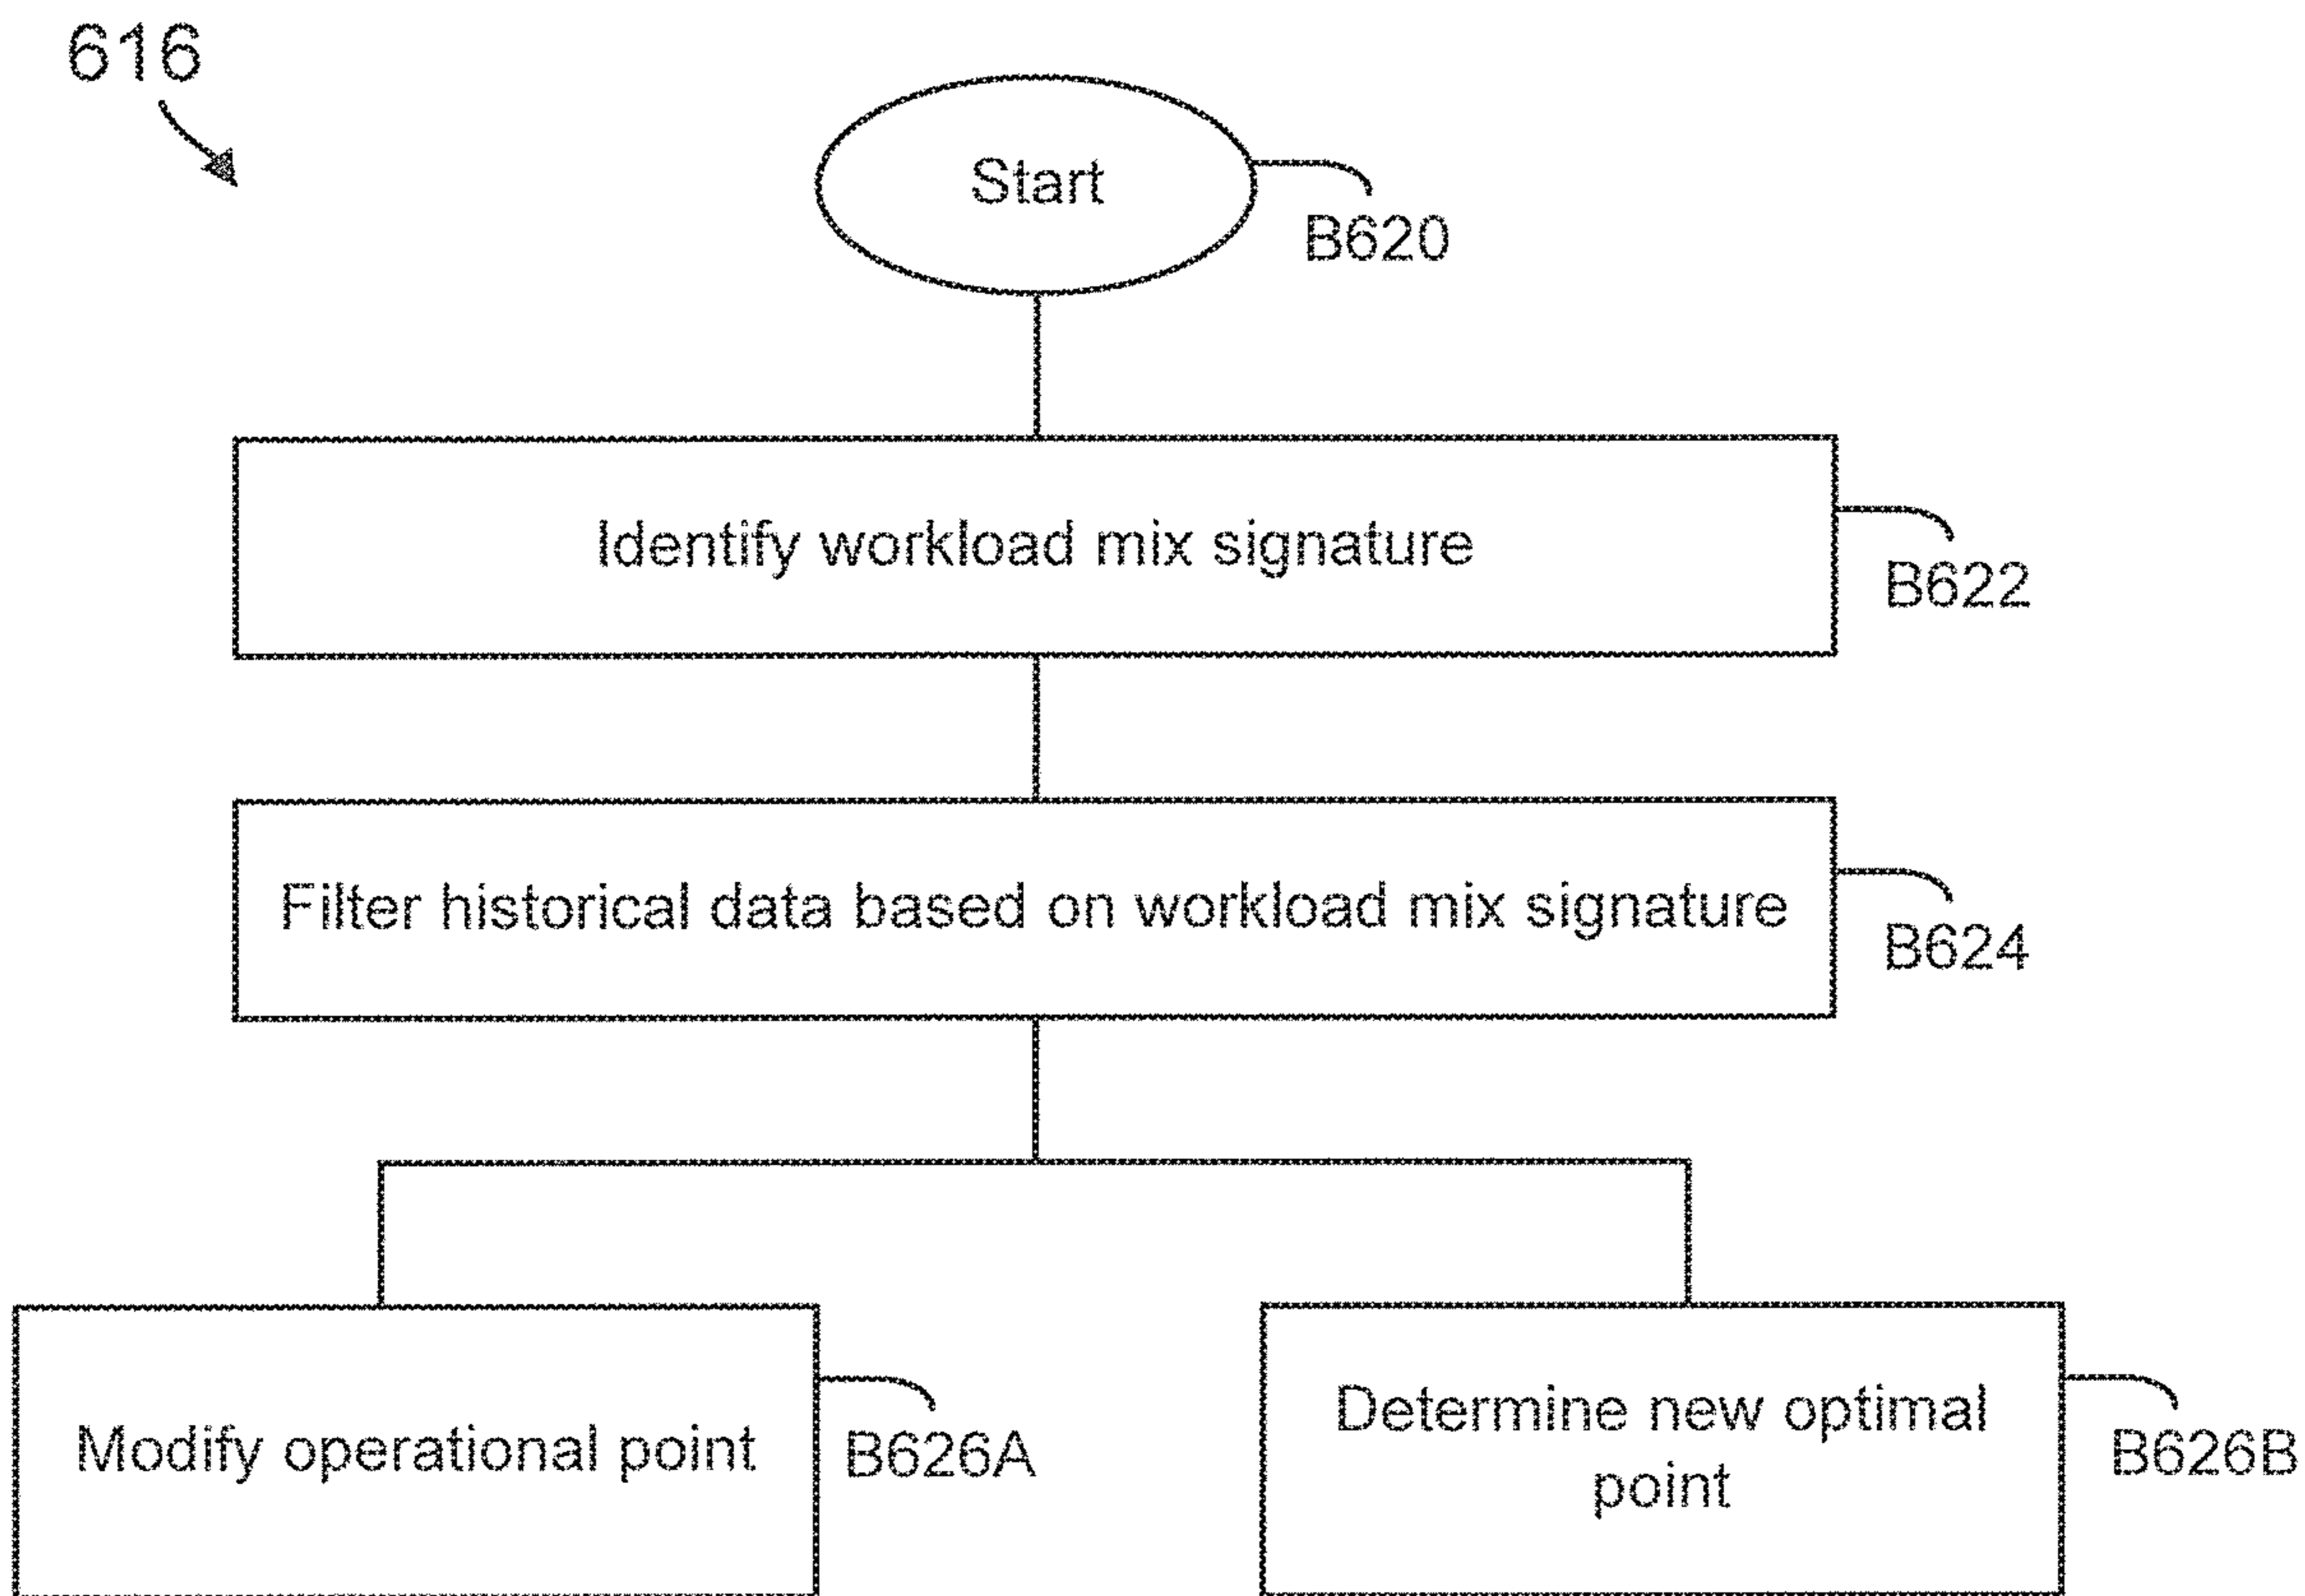 616
Start
B620
Identify workload mix signature
B622
Filter historical data based on workload mix signature
B624
Modify operational point
B626A
Determine new optimal
point
B626B